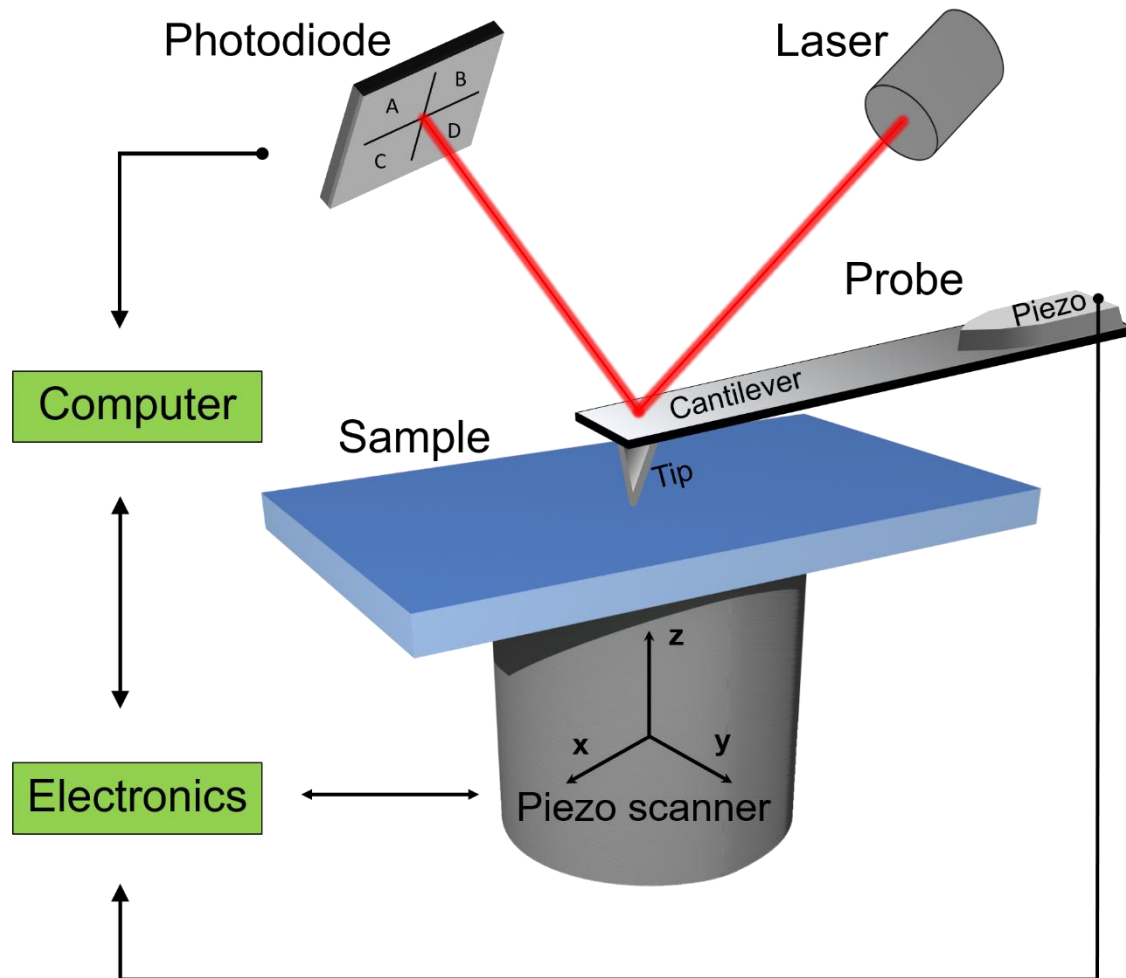 Photodiode
Laser
A
B
C
D
Probe
Piezo
Cantilever
Computer
Sample
Tip
z
x
y
Electronics
Piezo scanner